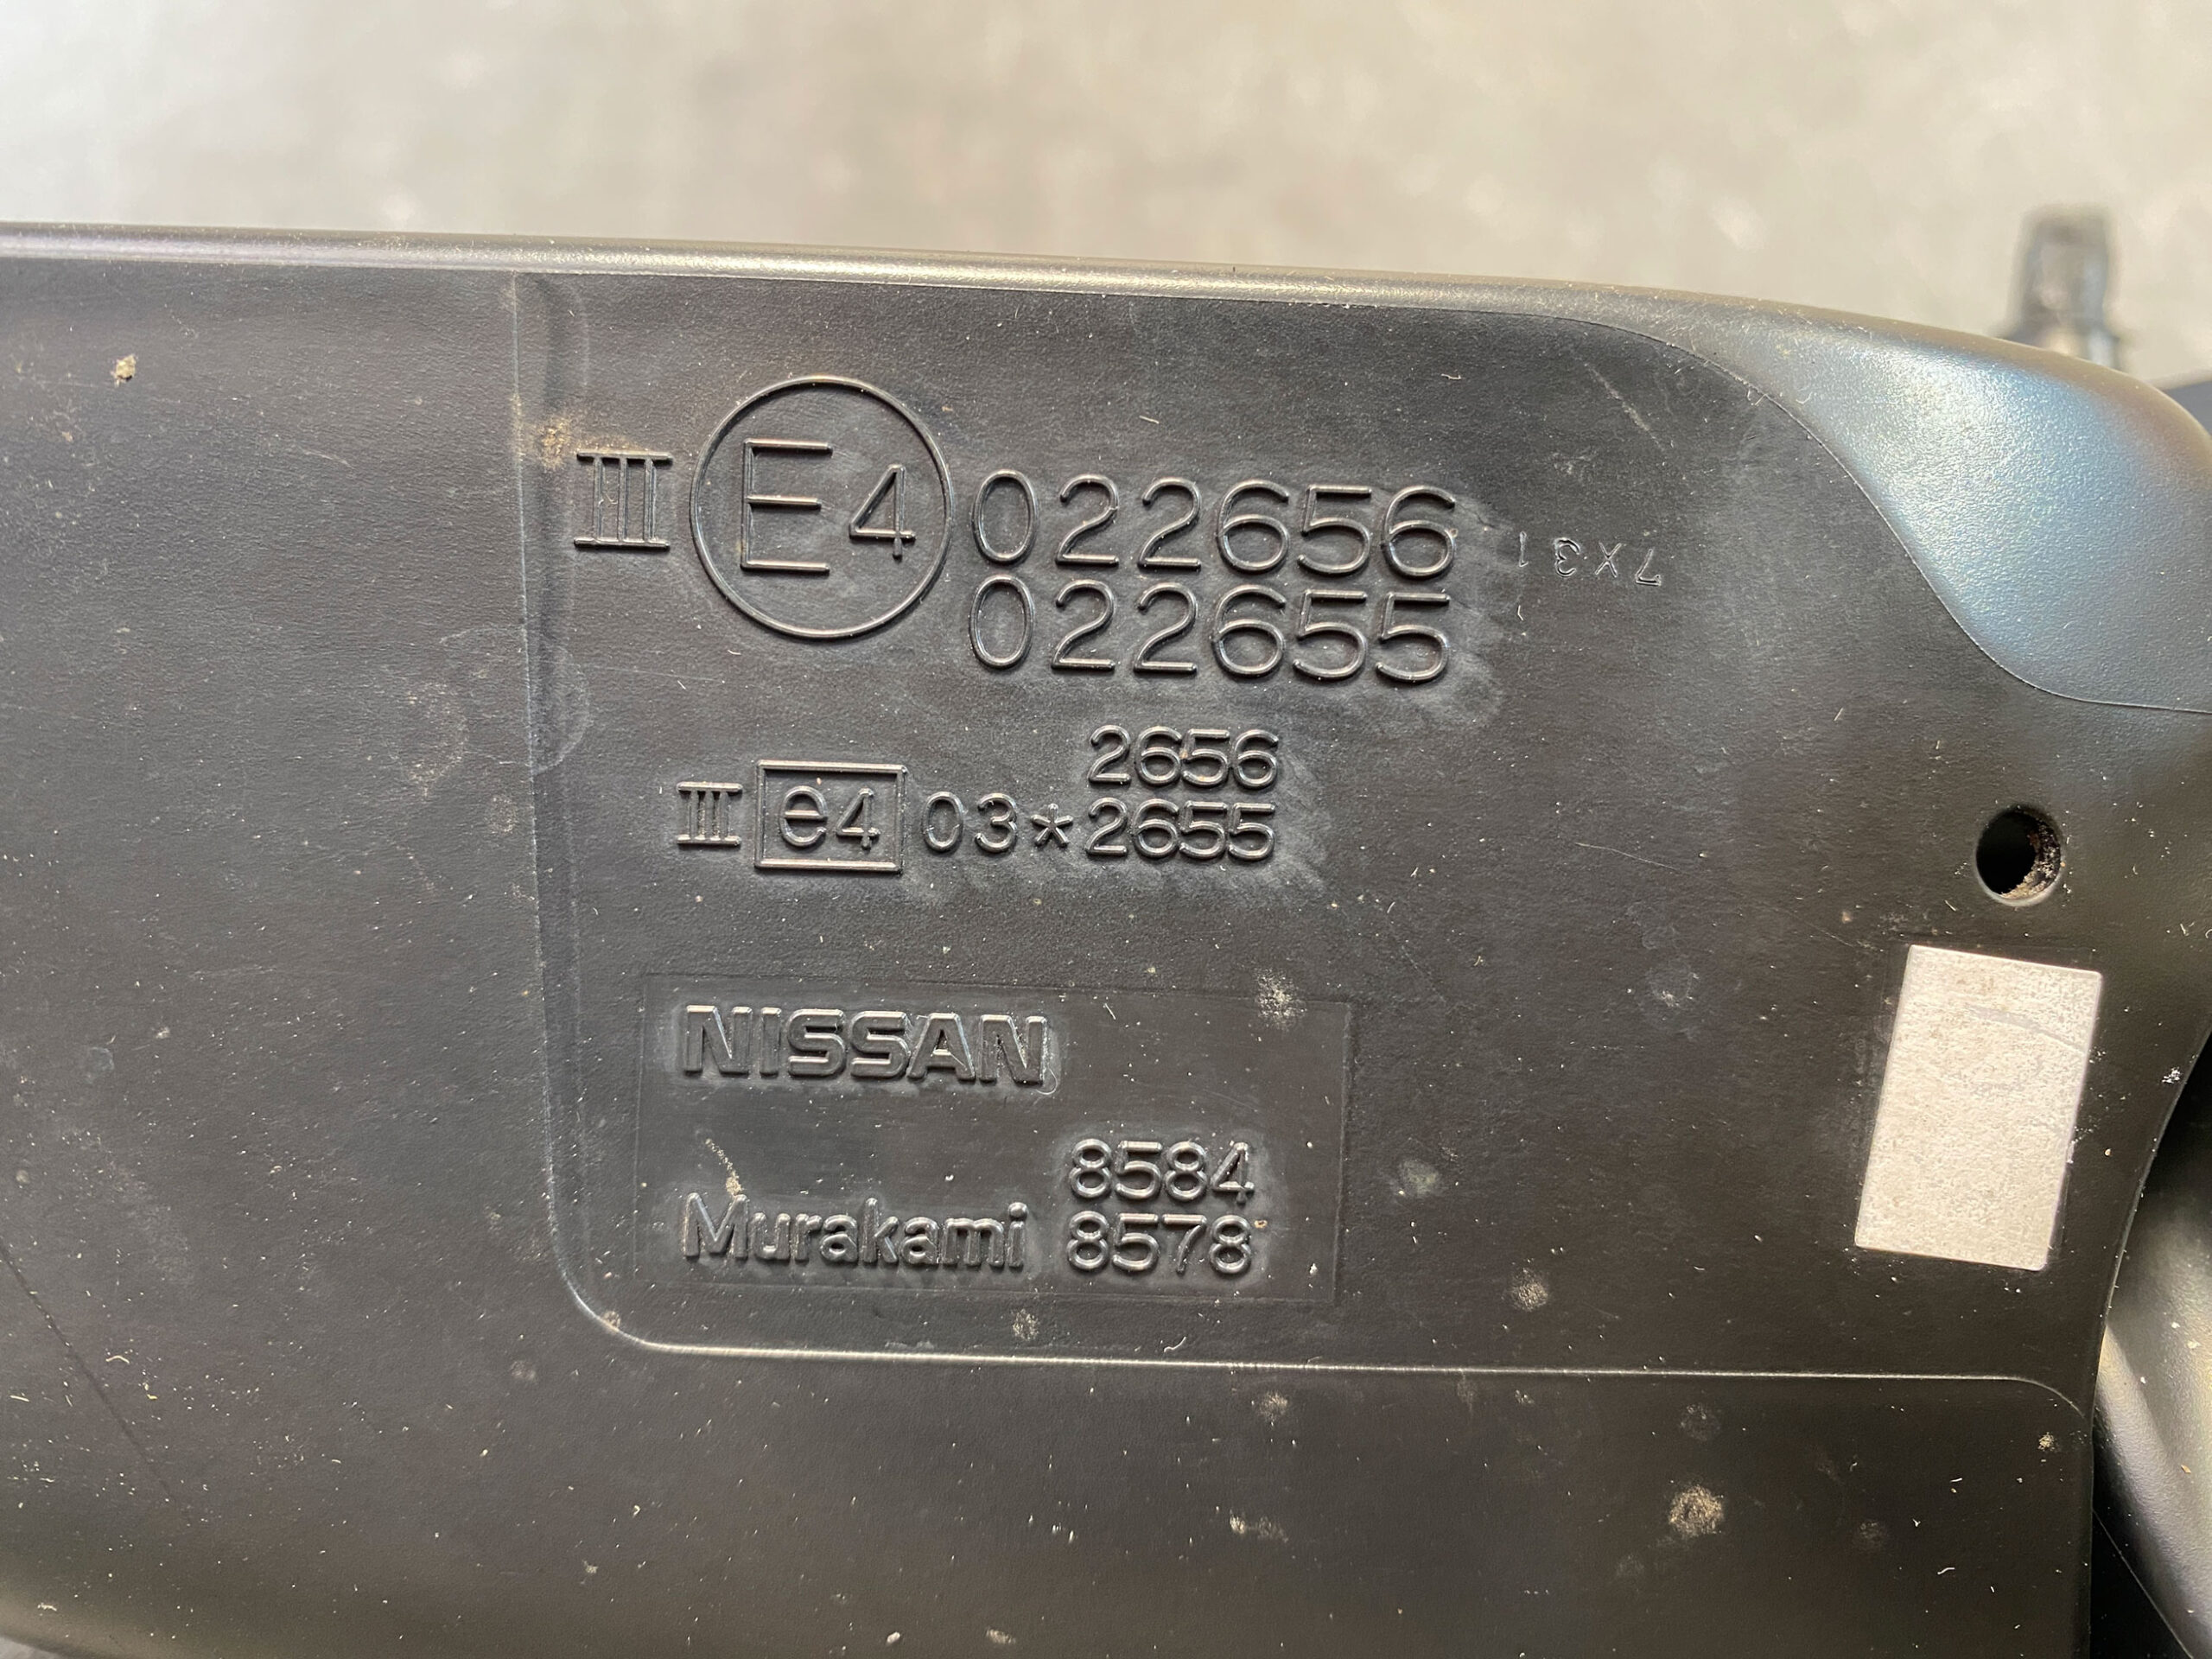 III E4 022656
022655
7X31
2656
III e4 03*2655
NISSAN
8584
Murakami 8578